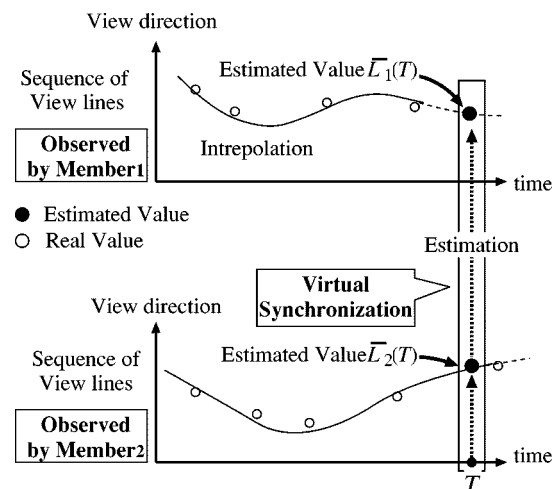 View direction
Estimated Value L̅1(T)
Sequence of
View lines
Observed
by Member1
Intrepolation
time
Estimated Value
Real Value
Estimation
Virtual
Synchronization
View direction
Estimated Value L̅2(T)
Sequence of
View lines
Observed
by Member2
time
T